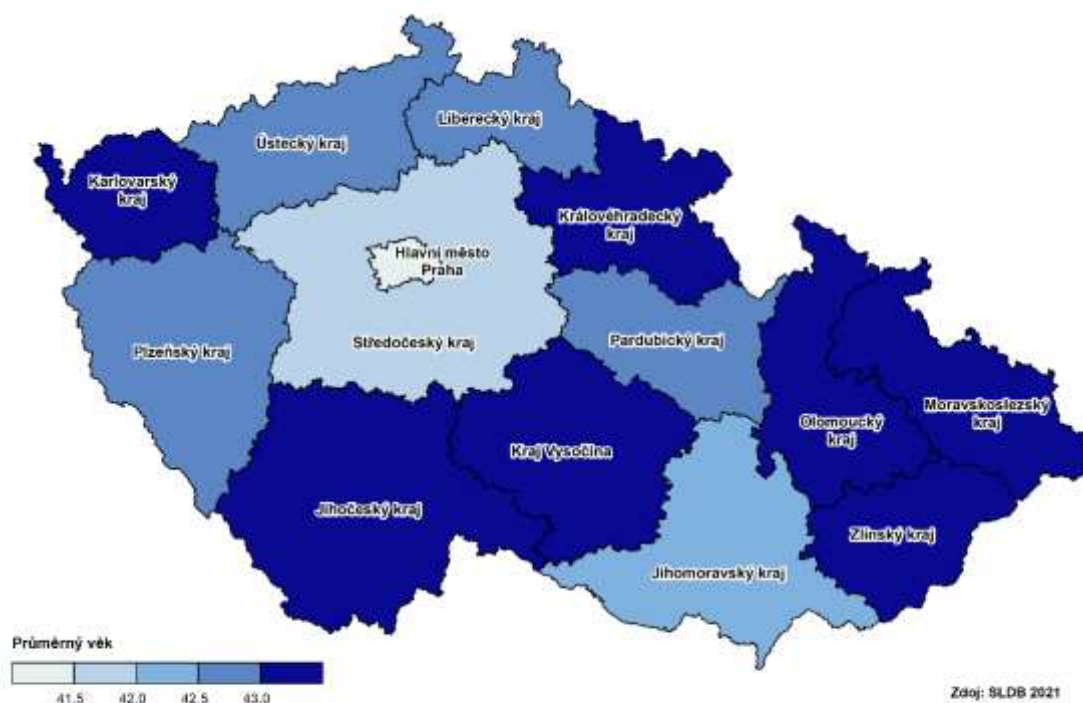 Liberecký kraj
Ústecký kraj
Karlovarský
kraj
Královéhradecký
kraj
Hlavní město
Praha
Středočeský kraj
Pardubický kraj
Plzeňský kraj
Moravskoslezský
kraj
Olomoucký
kraj
Kraj Vysočina
Jihočeský kraj
Zlínský kraj
Jihomoravský kraj
Průměrný věk
41.5 42.0 42.5 43.0
Zdoj: SLDB 2021